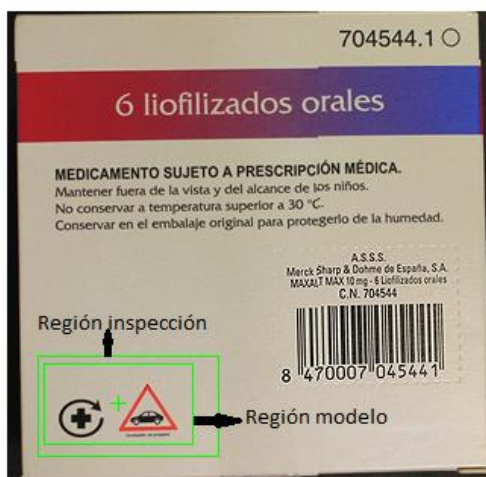 704544.1 O
6 liofilizados orales
MEDICAMENTO SUJETO A PRESCRIPCIÓN MÉDICA.
Mantener fuera de la vista y del alcance de los niños.
No conservar a temperatura superior a 30 °C.
Conservar en el embalaje original para protegerlo de la humedad.
A.S.S.S.
Merck Sharp & Dohme de España, S.A.
MAXALT MAX 10 mg - 6 Liofilizados orales
C.N. 704544
8 470007 045441
Región inspección
Región modelo